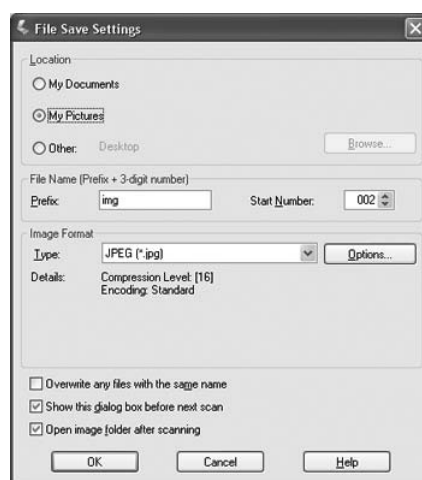 File Save Settings
Location
My Documents
My Pictures
Other: Desktop Browse...
File Name (Prefix + 3-digit number)
Prefix: img Start Number: 002
Image Format
Type: JPEG (*.jpg) Options...
Details: Compression Level: [16]
Encoding: Standard
Overwrite any files with the same name
Show this dialog box before next scan
Open image folder after scanning
OK Cancel Help